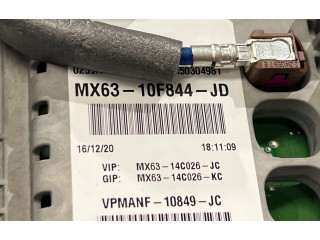 MX63-10F844-JD
16/12/20 18:11:09
VIP: MX63-14C026-JC
GIP: MX63-14C026-KC
VPMANF-10849-JC